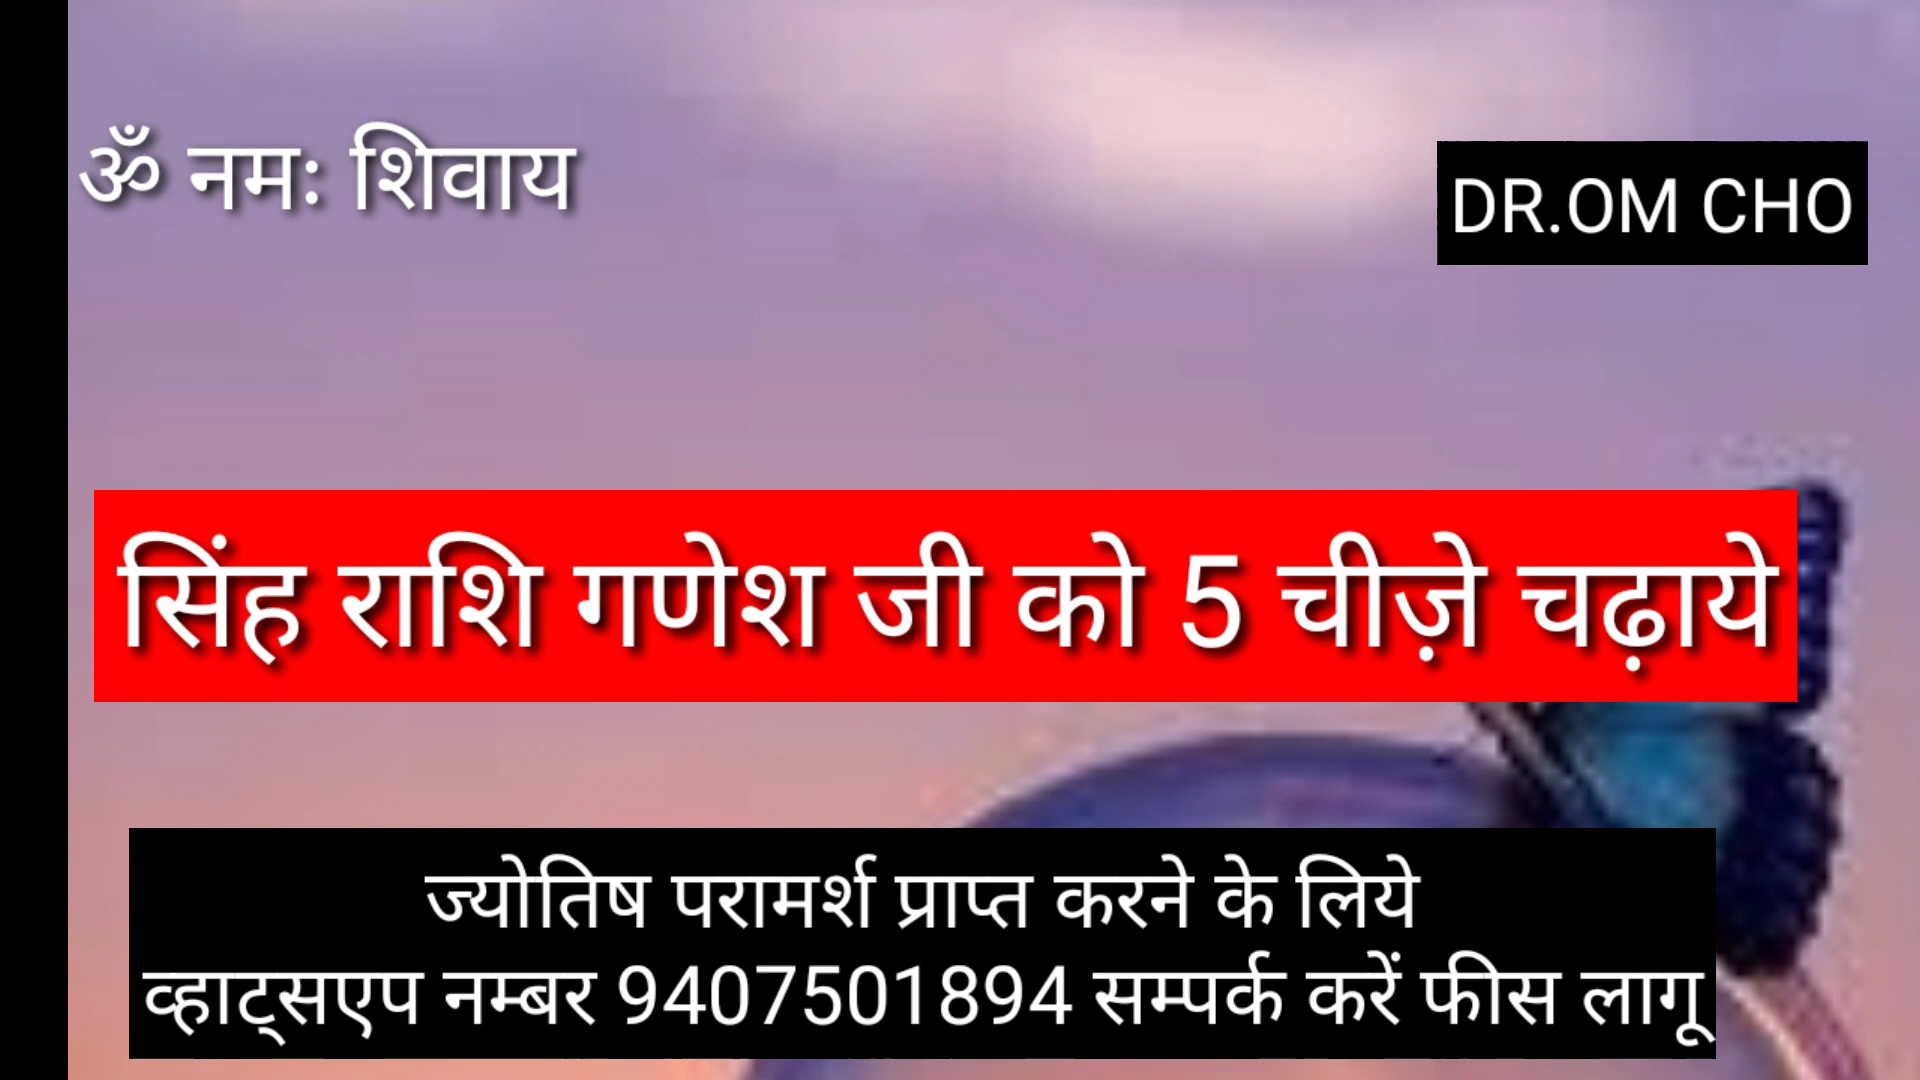 ॐ नमः शिवाय
DR.OM CHO
सिंह राशि गणेश जी को 5 चीज़े चढ़ाये
ज्योतिष परामर्श प्राप्त करने के लिये
व्हाट्सएप नम्बर 9407501894 सम्पर्क करें फीस लागू